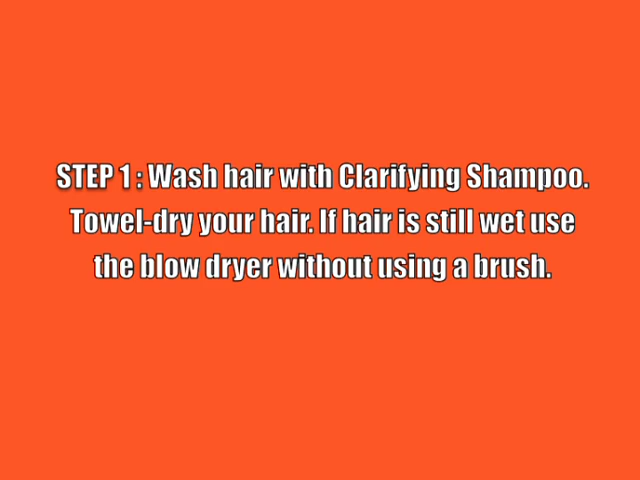 STEP 1 : Wash hair with Clarifying Shampoo.
Towel-dry your hair. If hair is still wet use
the blow dryer without using a brush.